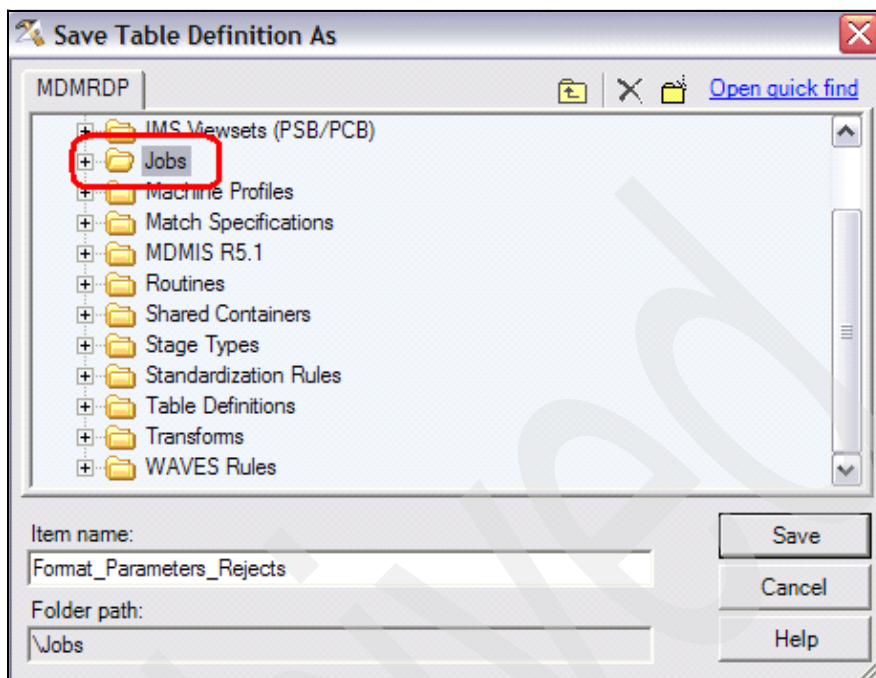 Save Table Definition As
MDMRDP
Open quick find
IMS Viewsets (PSB/PCB)
Jobs
Machine Profiles
Match Specifications
MDMIS R5.1
Routines
Shared Containers
Stage Types
Standardization Rules
Table Definitions
Transforms
WAVES Rules
Item name:
Save
Format_Parameters_Rejects
Cancel
Folder path:
\Jobs
Help